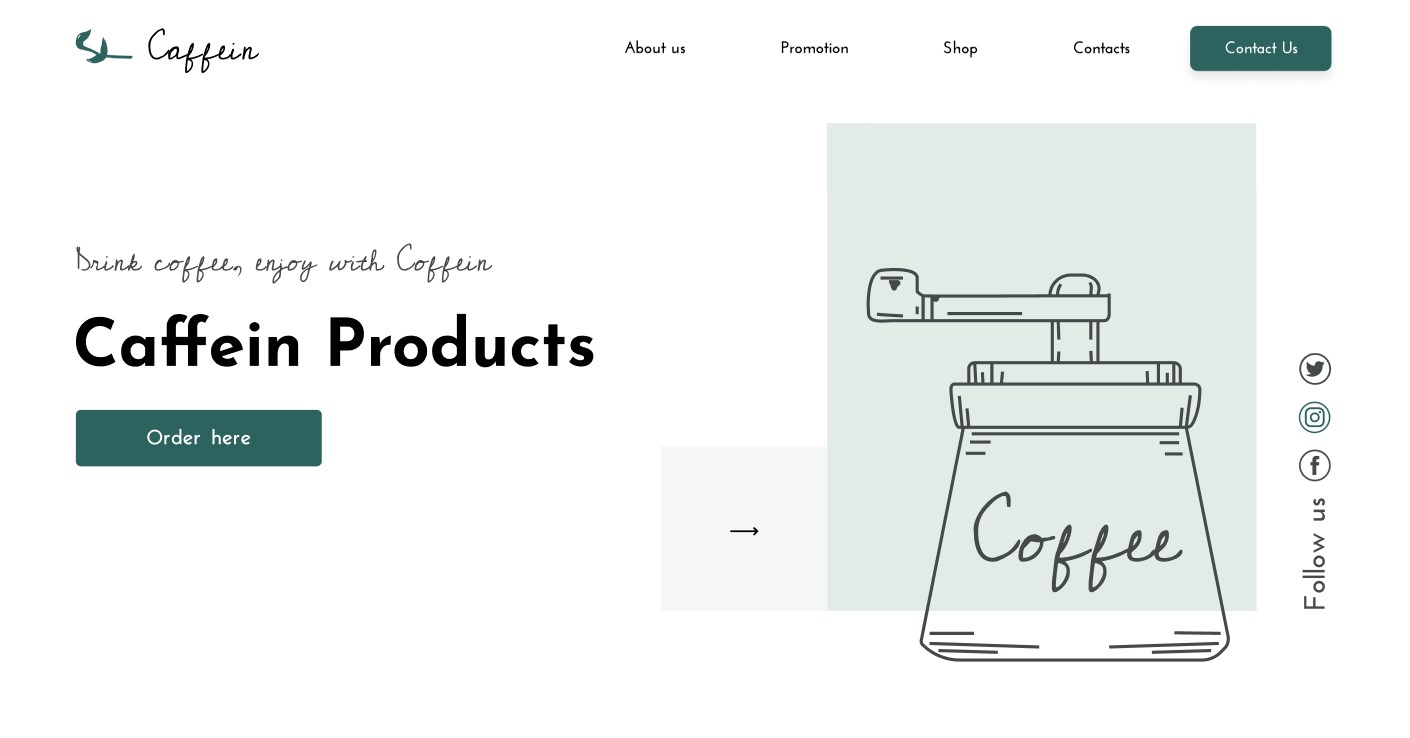 Caffein
About us
Promotion
Shop
Contacts
Contact Us
Drink coffee, enjoy with Coffein
Caffein Products
Order here
Coffee
Follow us